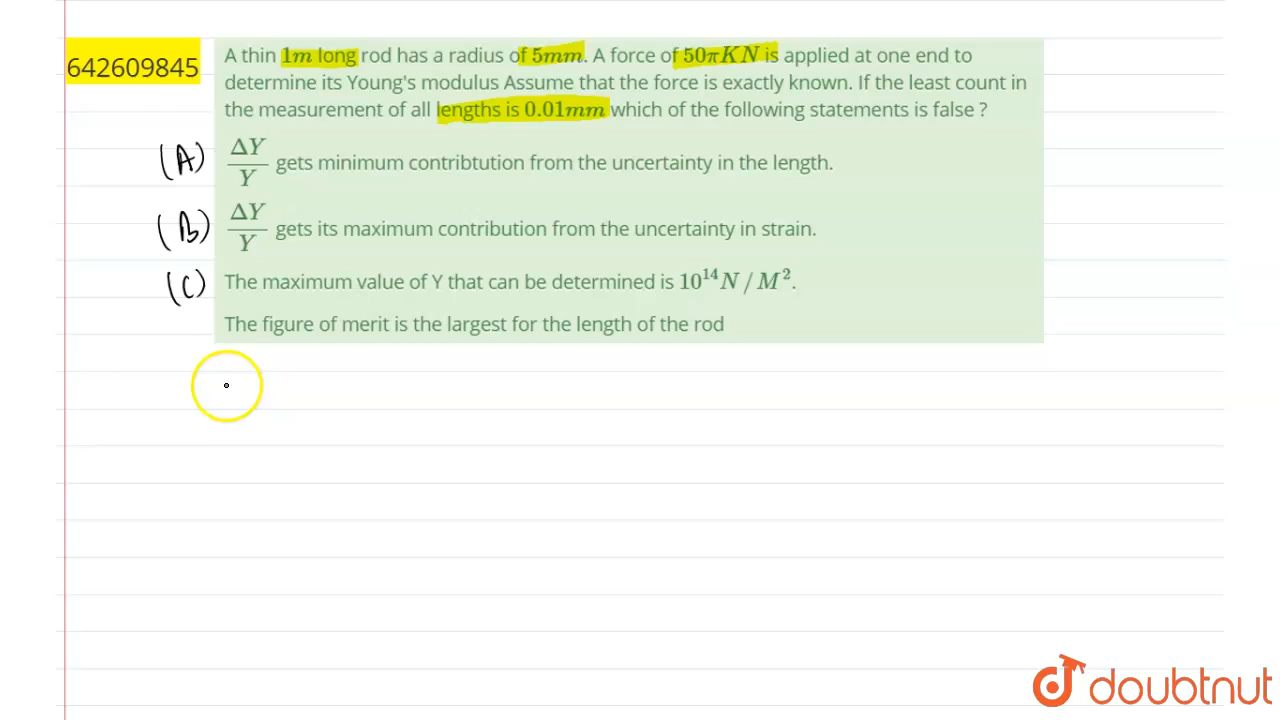 642609845
A thin 1m long rod has a radius of 5mm. A force of 50πKN is applied at one end to
determine its Young's modulus Assume that the force is exactly known. If the least count in
the measurement of all lengths is 0.01mm which of the following statements is false ?
(A) ΔY/Y gets minimum contribtution from the uncertainty in the length.
(B) ΔY/Y gets its maximum contribution from the uncertainty in strain.
(C) The maximum value of Y that can be determined is 10^14 N/M^2.
The figure of merit is the largest for the length of the rod
doubtnut